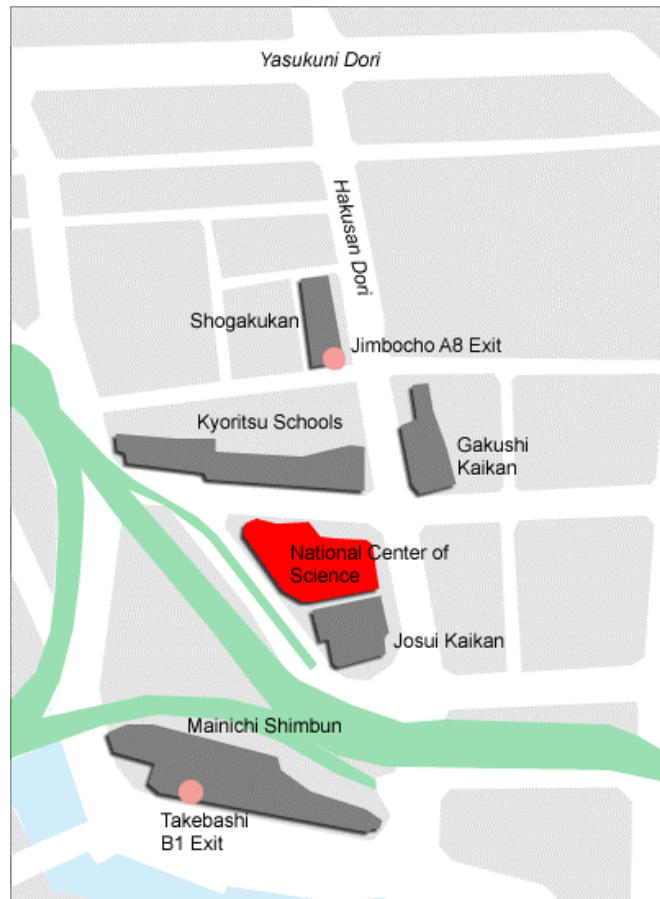 Yasukuni Dori
Hakusan Dori
Shogakukan
Jimbocho A8 Exit
Kyoritsu Schools
Gakushi
Kaikan
National Center of
Science
Josui Kaikan
Mainichi Shimbun
Takebashi
B1 Exit